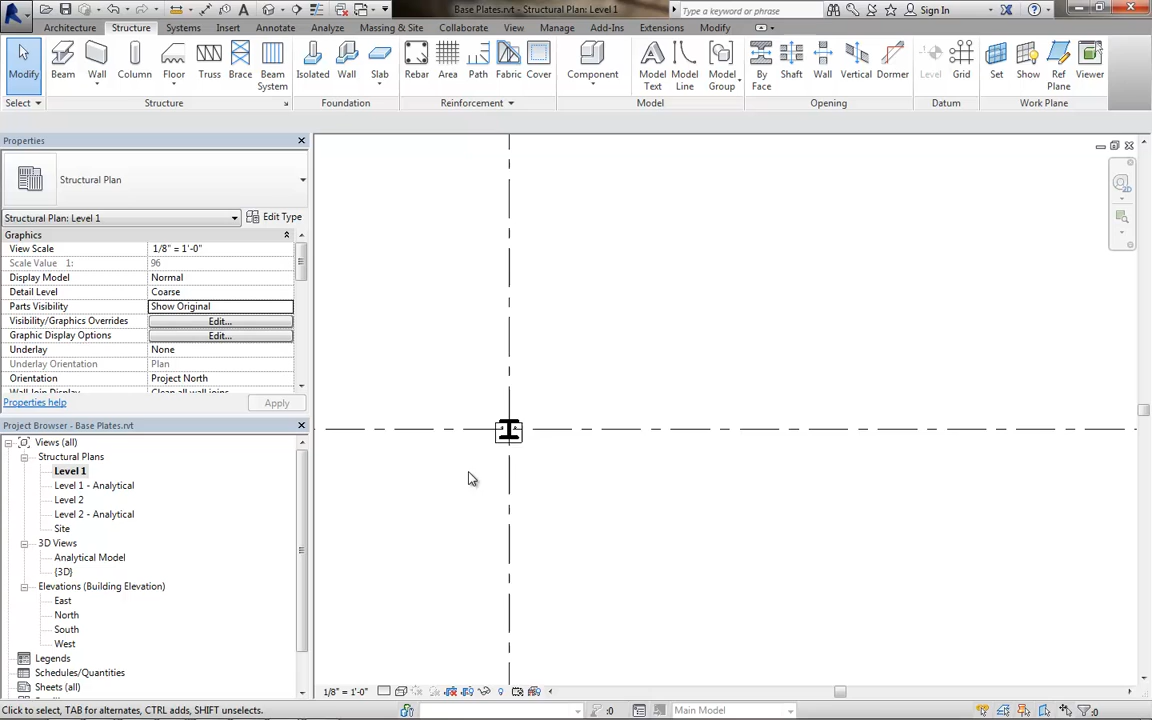 Base Plates.rvt - Structural Plan: Level 1
Type a keyword or phrase
Sign In
Architecture Structure Systems Insert Annotate Analyze Massing & Site Collaborate View Manage Add-Ins Extensions Modify
Modify Beam Wall Column Floor Truss Brace Beam System Isolated Wall Slab Rebar Area Path Fabric Cover Component Model Text Model Line Model Group By Face Shaft Wall Vertical Dormer Level Grid Set Show Ref Plane Viewer
Select Structure Foundation Reinforcement Model Opening Datum Work Plane
Properties
Structural Plan
Structural Plan: Level 1 Edit Type
Graphics
View Scale 1/8" = 1'-0"
Scale Value 1: 96
Display Model Normal
Detail Level Coarse
Parts Visibility Show Original
Visibility/Graphics Overrides Edit...
Graphic Display Options Edit...
Underlay None
Underlay Orientation Plan
Orientation Project North
Wall Join Display Clean all wall joins
Properties help Apply
Project Browser - Base Plates.rvt
Views (all)
Structural Plans
Level 1
Level 1 - Analytical
Level 2
Level 2 - Analytical
Site
3D Views
Analytical Model
{3D}
Elevations (Building Elevation)
East
North
South
West
Legends
Schedules/Quantities
Sheets (all)
1/8" = 1'-0"
Click to select, TAB for alternates, CTRL adds, SHIFT unselects.
:0
Main Model
:0
2D